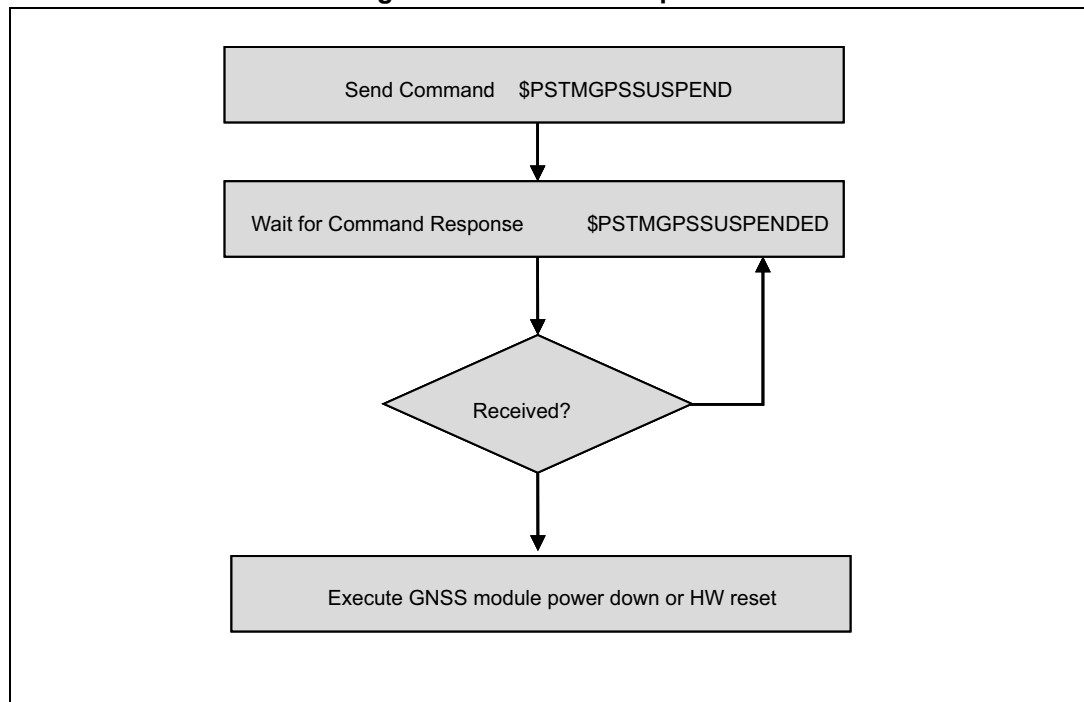 Send Command $PSTMGPSSUSPEND
Wait for Command Response $PSTMGPSSUSPENDED
Received?
Execute GNSS module power down or HW reset